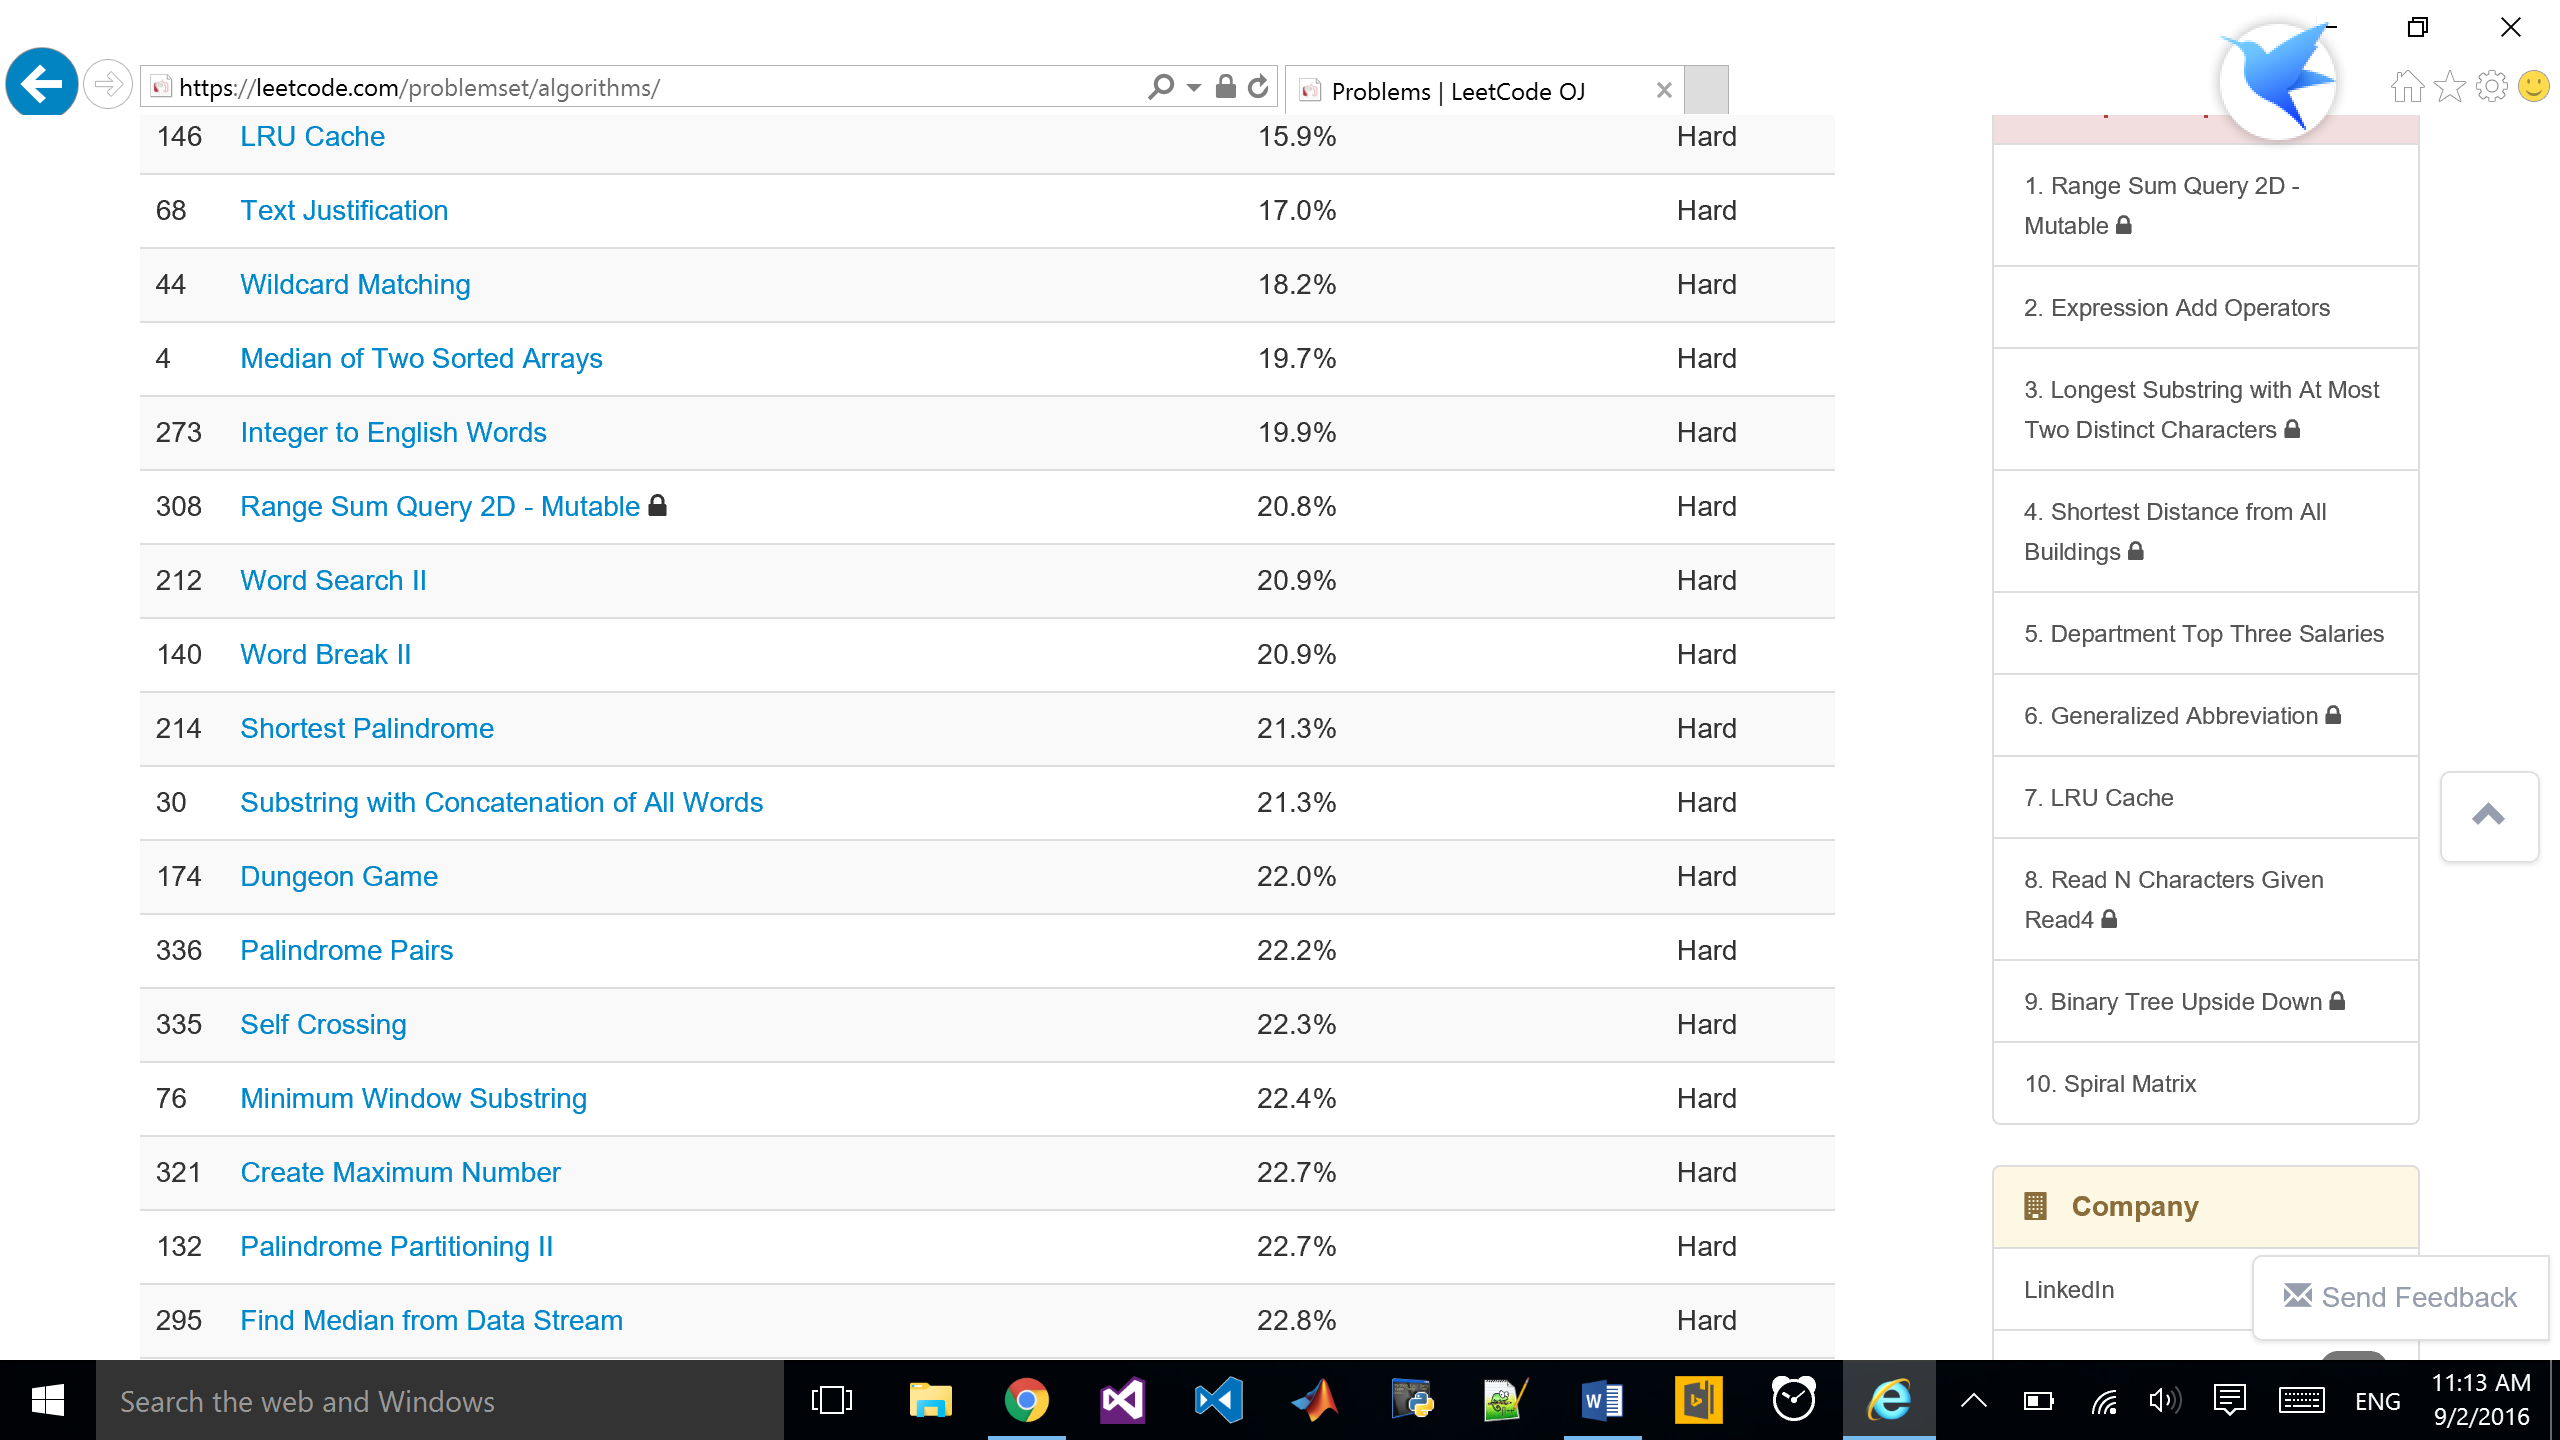 https://leetcode.com/problemset/algorithms/
Problems | LeetCode OJ
146 LRU Cache 15.9% Hard
68 Text Justification 17.0% Hard
44 Wildcard Matching 18.2% Hard
4 Median of Two Sorted Arrays 19.7% Hard
273 Integer to English Words 19.9% Hard
308 Range Sum Query 2D - Mutable 20.8% Hard
212 Word Search II 20.9% Hard
140 Word Break II 20.9% Hard
214 Shortest Palindrome 21.3% Hard
30 Substring with Concatenation of All Words 21.3% Hard
174 Dungeon Game 22.0% Hard
336 Palindrome Pairs 22.2% Hard
335 Self Crossing 22.3% Hard
76 Minimum Window Substring 22.4% Hard
321 Create Maximum Number 22.7% Hard
132 Palindrome Partitioning II 22.7% Hard
295 Find Median from Data Stream 22.8% Hard
1. Range Sum Query 2D -
Mutable
2. Expression Add Operators
3. Longest Substring with At Most
Two Distinct Characters
4. Shortest Distance from All
Buildings
5. Department Top Three Salaries
6. Generalized Abbreviation
7. LRU Cache
8. Read N Characters Given
Read4
9. Binary Tree Upside Down
10. Spiral Matrix
Company
LinkedIn
Send Feedback
Search the web and Windows
ENG
11:13 AM
9/2/2016